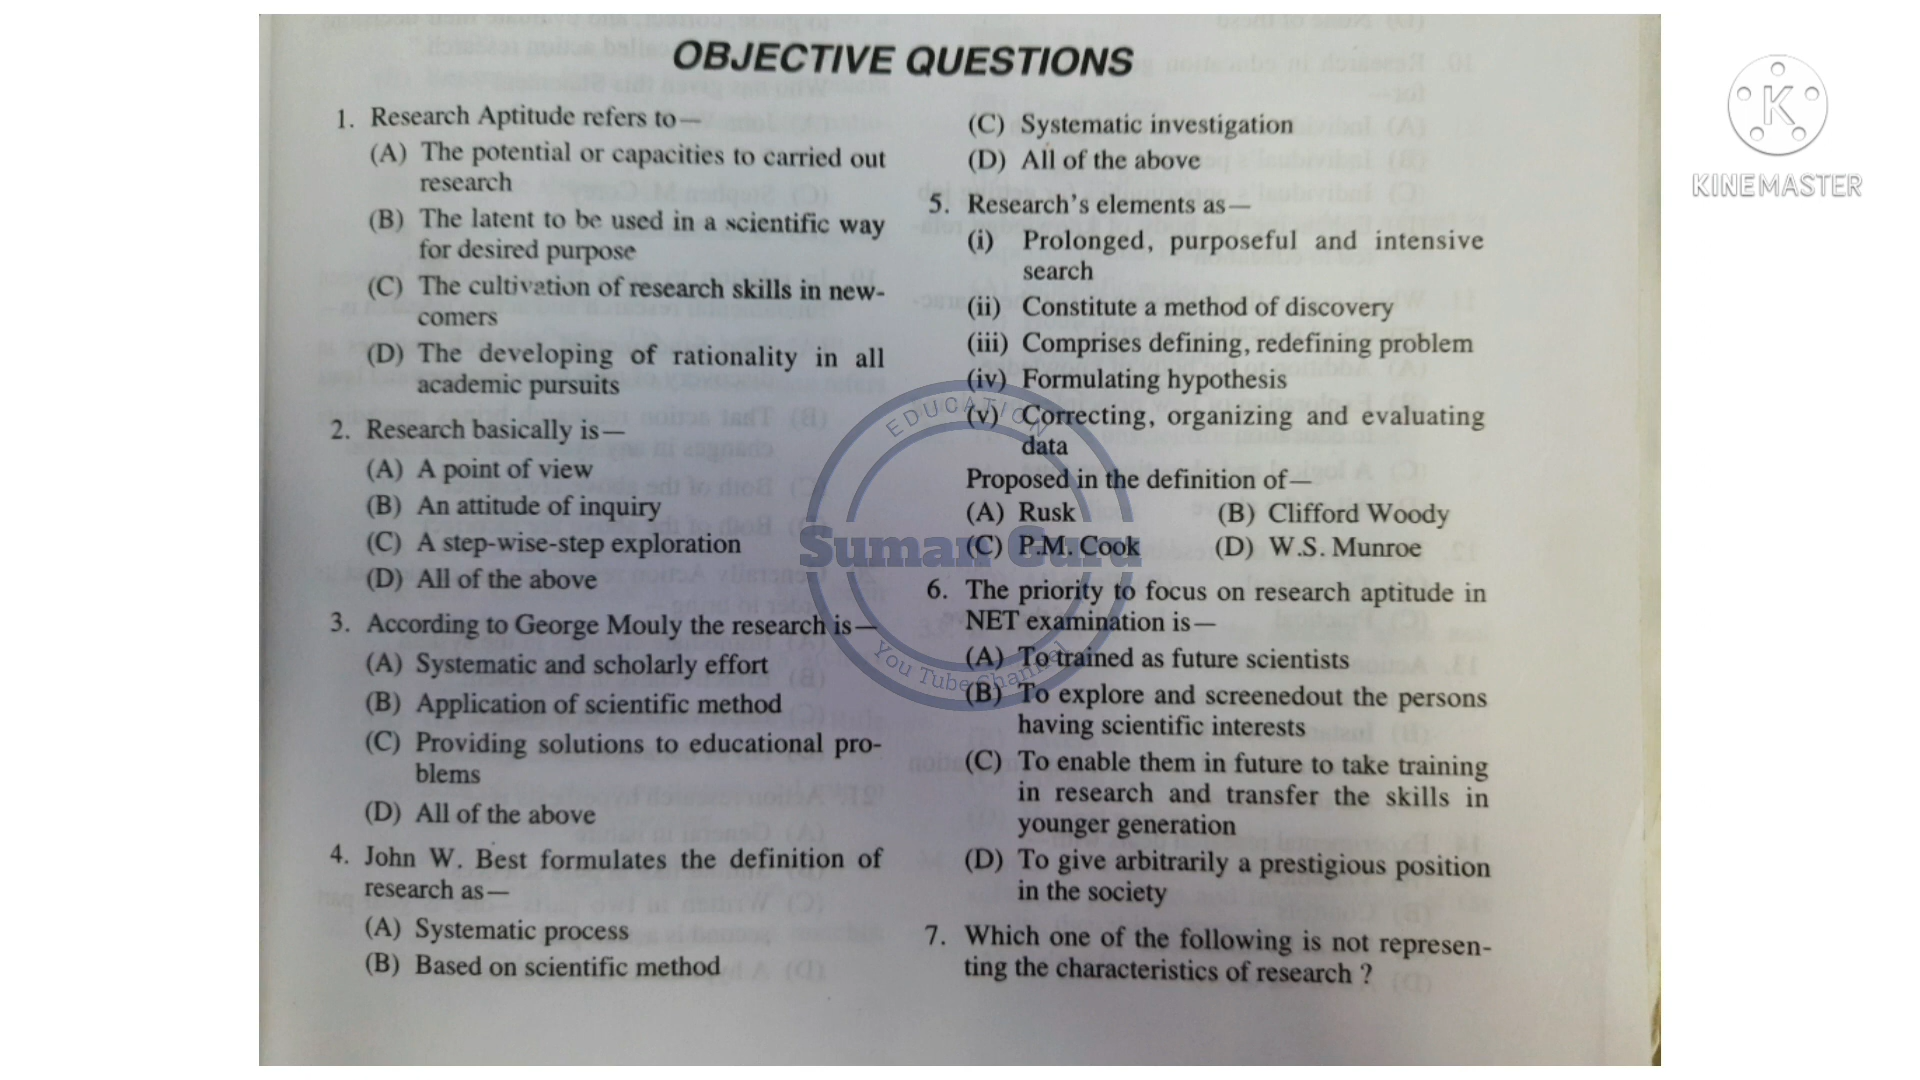 OBJECTIVE QUESTIONS
1. Research Aptitude refers to—
(A) The potential or capacities to carried out
research
(B) The latent to be used in a scientific way
for desired purpose
(C) The cultivation of research skills in new-
comers
(D) The developing of rationality in all
academic pursuits
2. Research basically is—
(A) A point of view
(B) An attitude of inquiry
(C) A step-wise-step exploration
(D) All of the above
3. According to George Mouly the research is—
(A) Systematic and scholarly effort
(B) Application of scientific method
(C) Providing solutions to educational pro-
blems
(D) All of the above
4. John W. Best formulates the definition of
research as—
(A) Systematic process
(B) Based on scientific method
(C) Systematic investigation
(D) All of the above
5. Research's elements as—
(i) Prolonged, purposeful and intensive
search
(ii) Constitute a method of discovery
(iii) Comprises defining, redefining problem
(iv) Formulating hypothesis
(v) Correcting, organizing and evaluating
data
Proposed in the definition of—
(A) Rusk (B) Clifford Woody
(C) P.M. Cook (D) W.S. Munroe
6. The priority to focus on research aptitude in
NET examination is—
(A) To trained as future scientists
(B) To explore and screenedout the persons
having scientific interests
(C) To enable them in future to take training
in research and transfer the skills in
younger generation
(D) To give arbitrarily a prestigious position
in the society
7. Which one of the following is not represen-
ting the characteristics of research ?
EDUCATION
Suman Guru
You Tube Channel
K
KINEMASTER